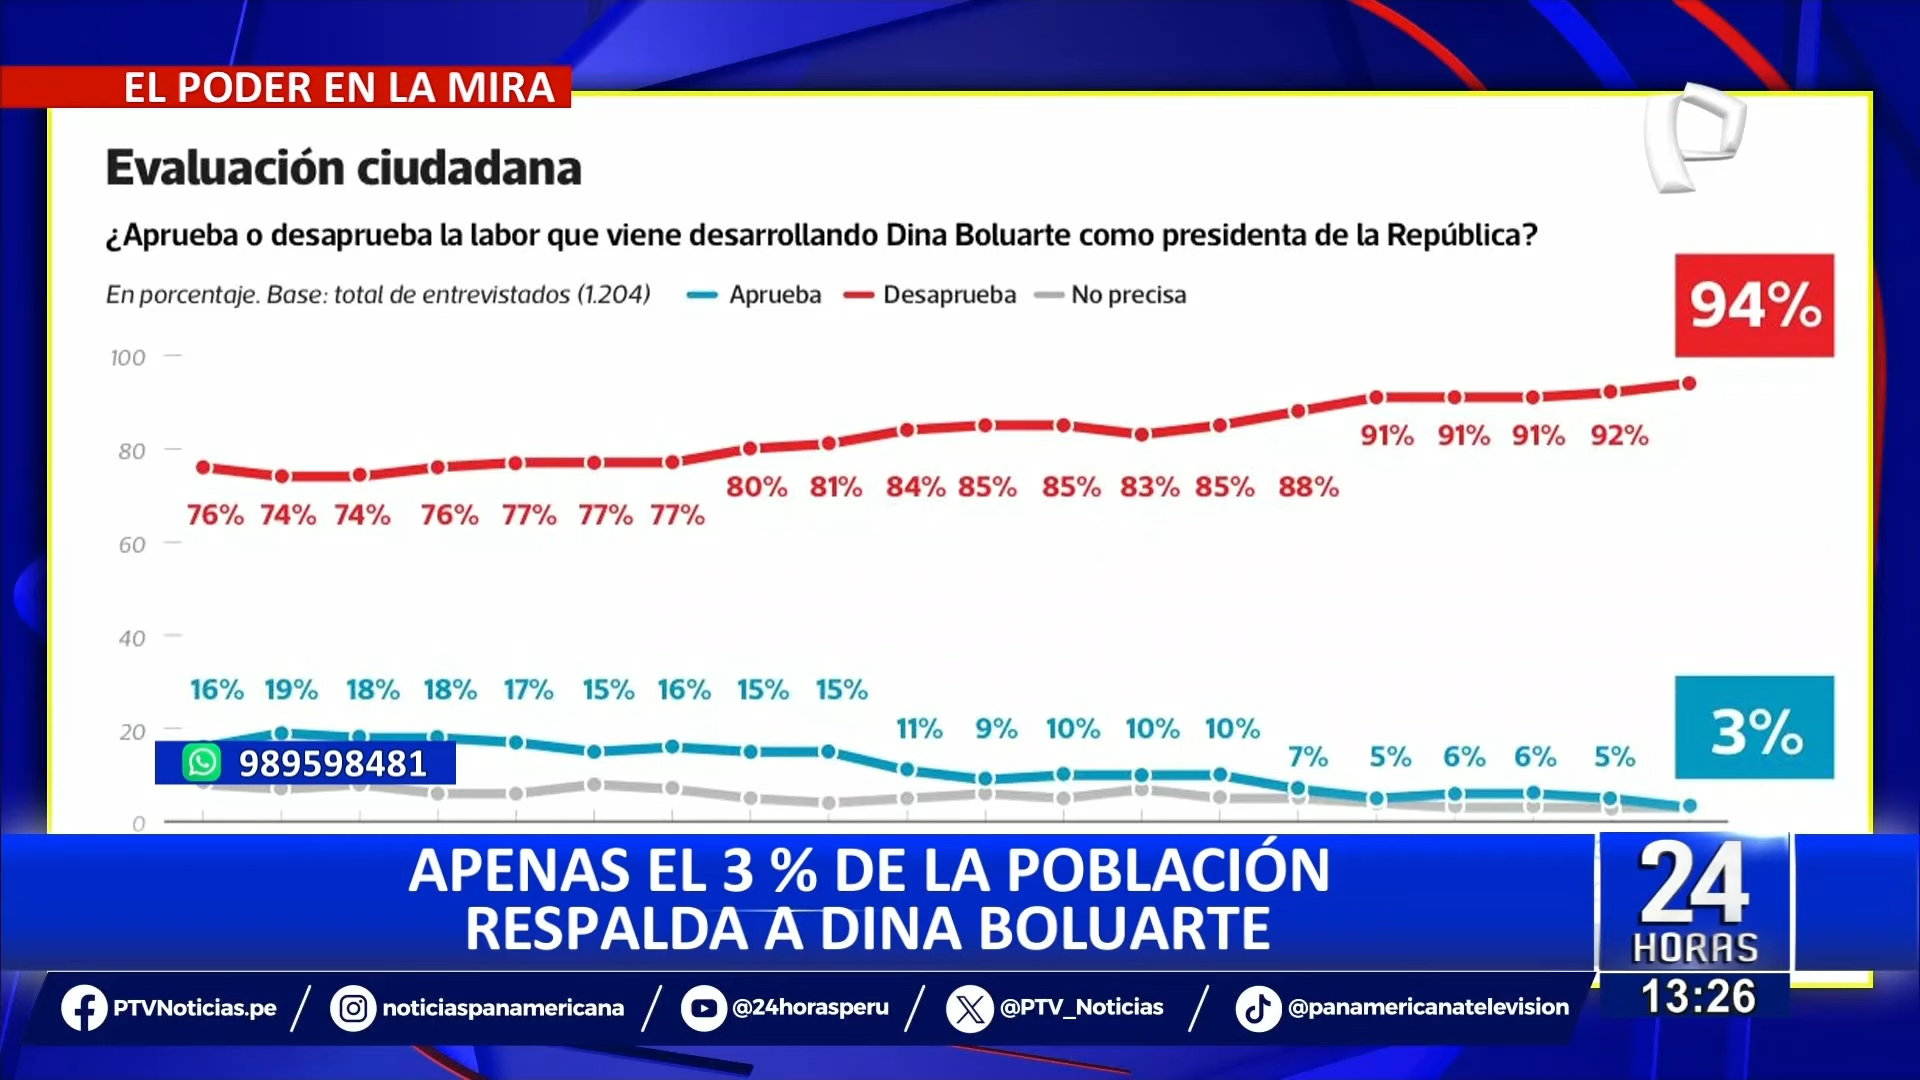 EL PODER EN LA MIRA
Evaluación ciudadana
¿Aprueba o desaprueba la labor que viene desarrollando Dina Boluarte como presidenta de la República?
En porcentaje. Base: total de entrevistados (1.204) Aprueba Desaprueba No precisa
94%
100
80
91% 91% 91% 92%
80% 81% 84% 85% 85% 83% 85% 88%
76% 74% 74% 76% 77% 77% 77%
60
40
16% 19% 18% 18% 17% 15% 16% 15% 15%
20
11% 9% 10% 10% 10%
3%
7% 5% 6% 6% 5%
989598481
0
APENAS EL 3 % DE LA POBLACIÓN
RESPALDA A DINA BOLUARTE
24
HORAS
13:26
PTVNoticias.pe / noticiaspanamericana / @24horasperu / @PTV_Noticias / @panamericanatelevision